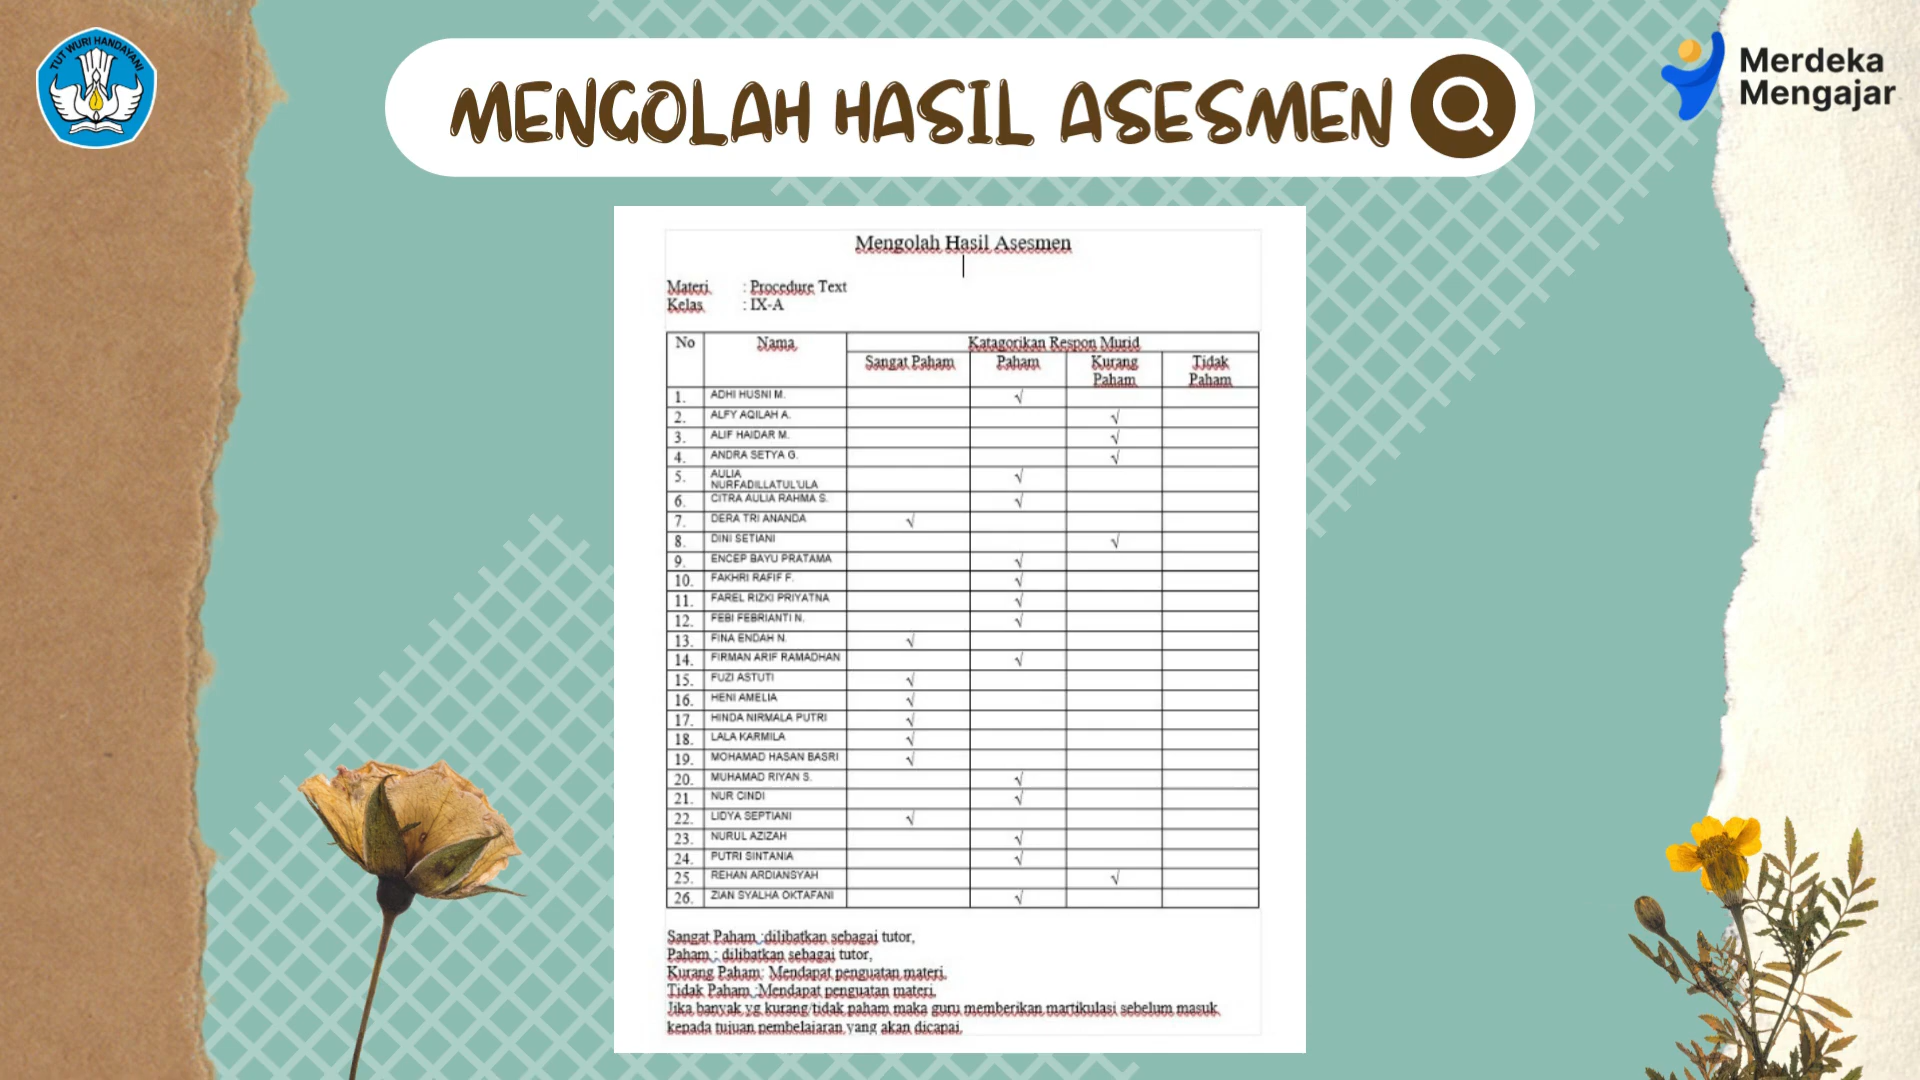 TUT WURI HANDAYANI
MENGOLAH HASIL ASESMEN
Merdeka
Mengajar
Mengolah Hasil Asesmen
Materi : Procedure Text
Kelas : IX-A
No Nama Katagorikan Respon Murid
Sangat Paham Paham Kurang Paham Tidak Paham
1. ADHI HUSNI M. √
2. ALFY AQILAH A. √
3. ALIF HAIDAR M. √
4. ANDRA SETYA G. √
5. AULIA NURFADILLATUL'ULA √
6. CITRA AULIA RAHMA S. √
7. DERA TRI ANANDA √
8. DINI SETIANI √
9. ENCEP BAYU PRATAMA √
10. FAKHRI RAFIF F. √
11. FAREL RIZKI PRIYATNA √
12. FEBI FEBRIANTI N. √
13. FINA ENDAH N. √
14. FIRMAN ARIF RAMADHAN √
15. FUZI ASTUTI √
16. HENI AMELIA √
17. HINDA NIRMALA PUTRI √
18. LALA KARMILA √
19. MOHAMAD HASAN BASRI √
20. MUHAMAD RIYAN S. √
21. NUR CINDI √
22. LIDYA SEPTIANI √
23. NURUL AZIZAH √
24. PUTRI SINTANIA √
25. REHAN ARDIANSYAH √
26. ZIAN SYALHA OKTAFANI √
Sangat Paham :dilibatkan sebagai tutor,
Paham : dilibatkan sebagai tutor,
Kurang Paham: Mendapat penguatan materi.
Tidak Paham :Mendapat penguatan materi.
Jika banyak yg kurang/tidak paham maka guru memberikan martikulasi sebelum masuk
kepada tujuan pembelajaran yang akan dicapai.